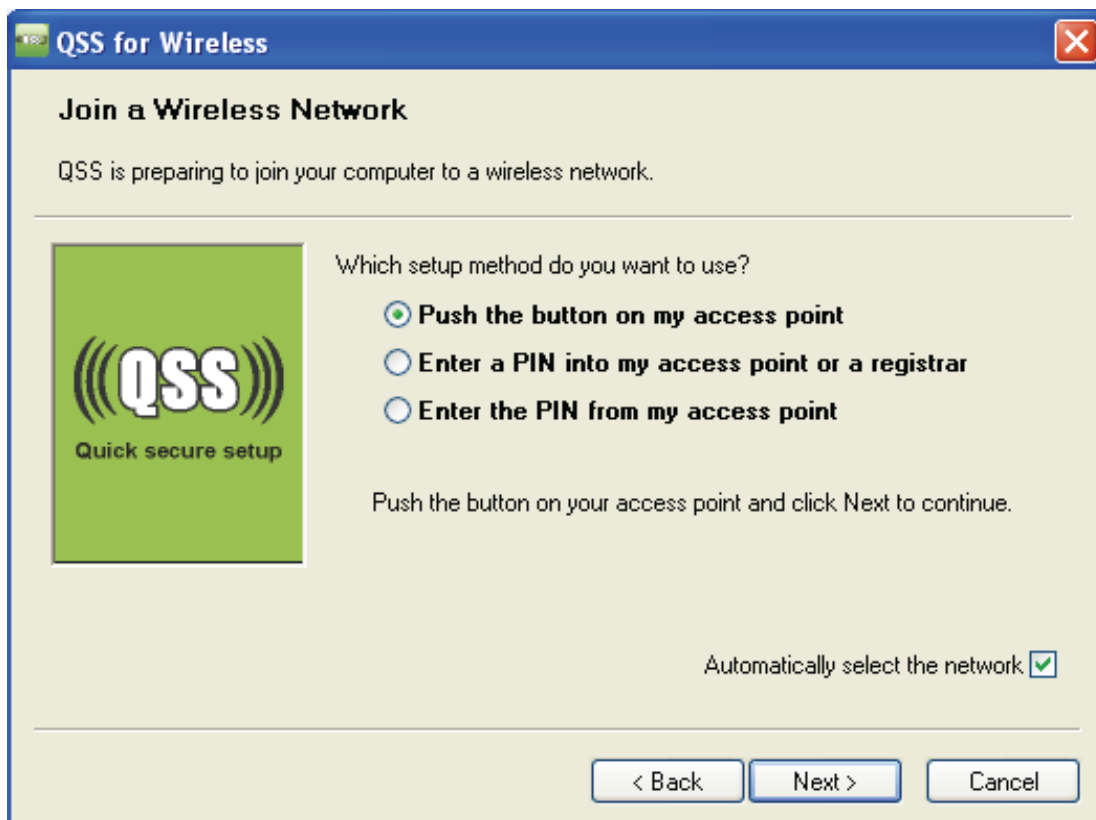 QSS for Wireless
Join a Wireless Network
QSS is preparing to join your computer to a wireless network.
Which setup method do you want to use?
Push the button on my access point
Enter a PIN into my access point or a registrar
Enter the PIN from my access point
(((QSS)))
Quick secure setup
Push the button on your access point and click Next to continue.
Automatically select the network
< Back
Next >
Cancel